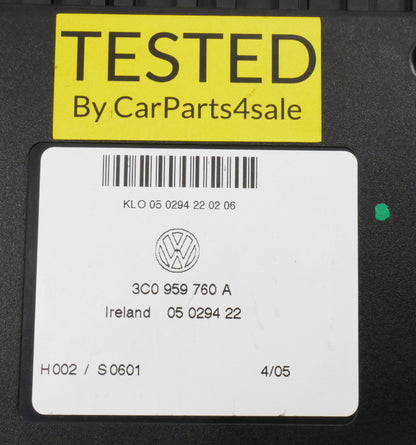 TESTED
By CarParts4sale
KLO 05 0294 22 02 06
3C0 959 760 A
Ireland 05 0294 22
H002 / S0601 4/05